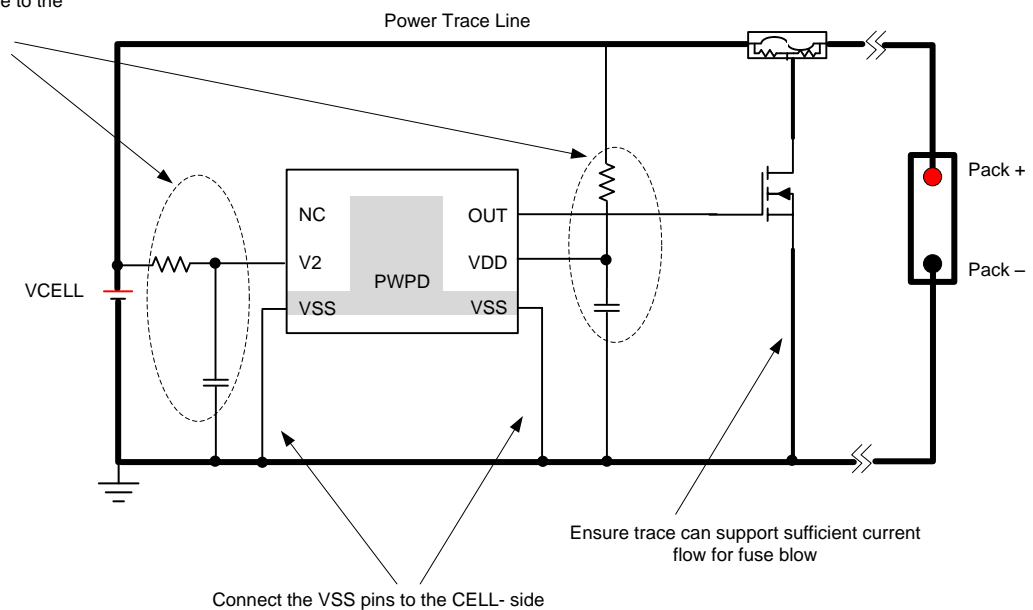 e to the
Power Trace Line
Pack +
NC
OUT
V2
VDD
PWPD
Pack –
VCELL
VSS
VSS
Ensure trace can support sufficient current
flow for fuse blow
Connect the VSS pins to the CELL- side